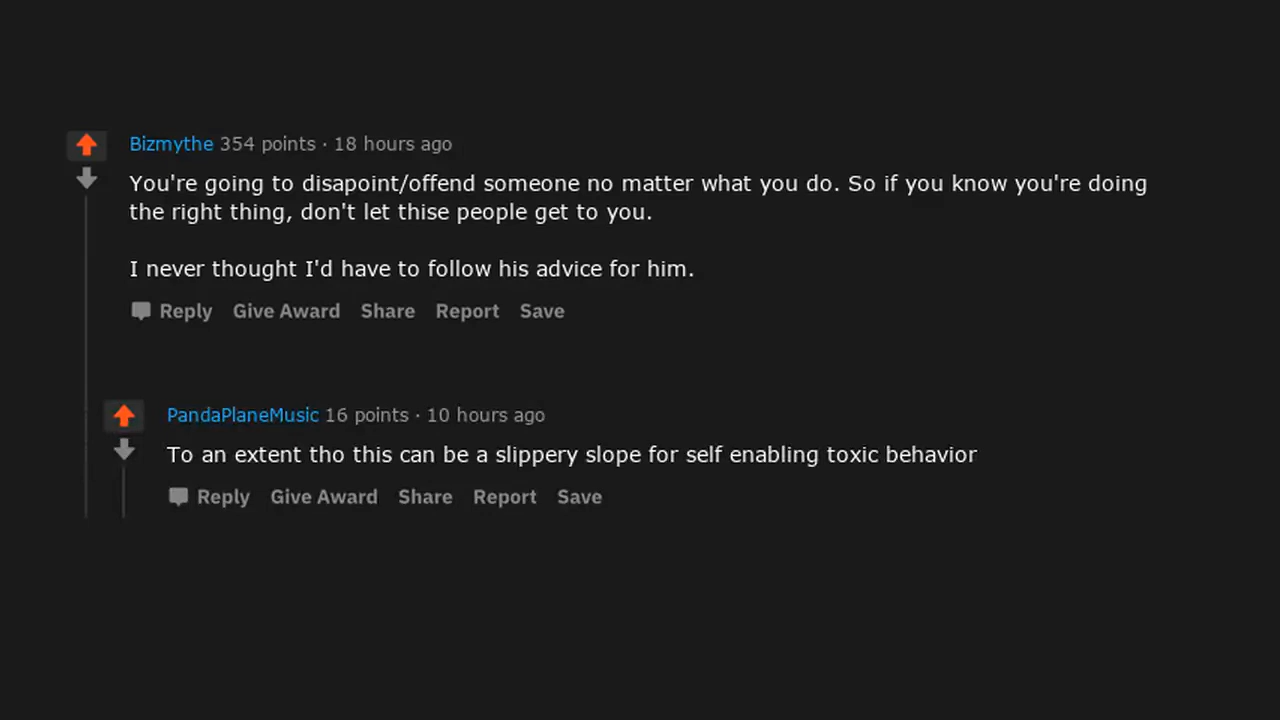 Bizmythe 354 points · 18 hours ago
You're going to disapoint/offend someone no matter what you do. So if you know you're doing
the right thing, don't let thise people get to you.
I never thought I'd have to follow his advice for him.
Reply Give Award Share Report Save
PandaPlaneMusic 16 points · 10 hours ago
To an extent tho this can be a slippery slope for self enabling toxic behavior
Reply Give Award Share Report Save